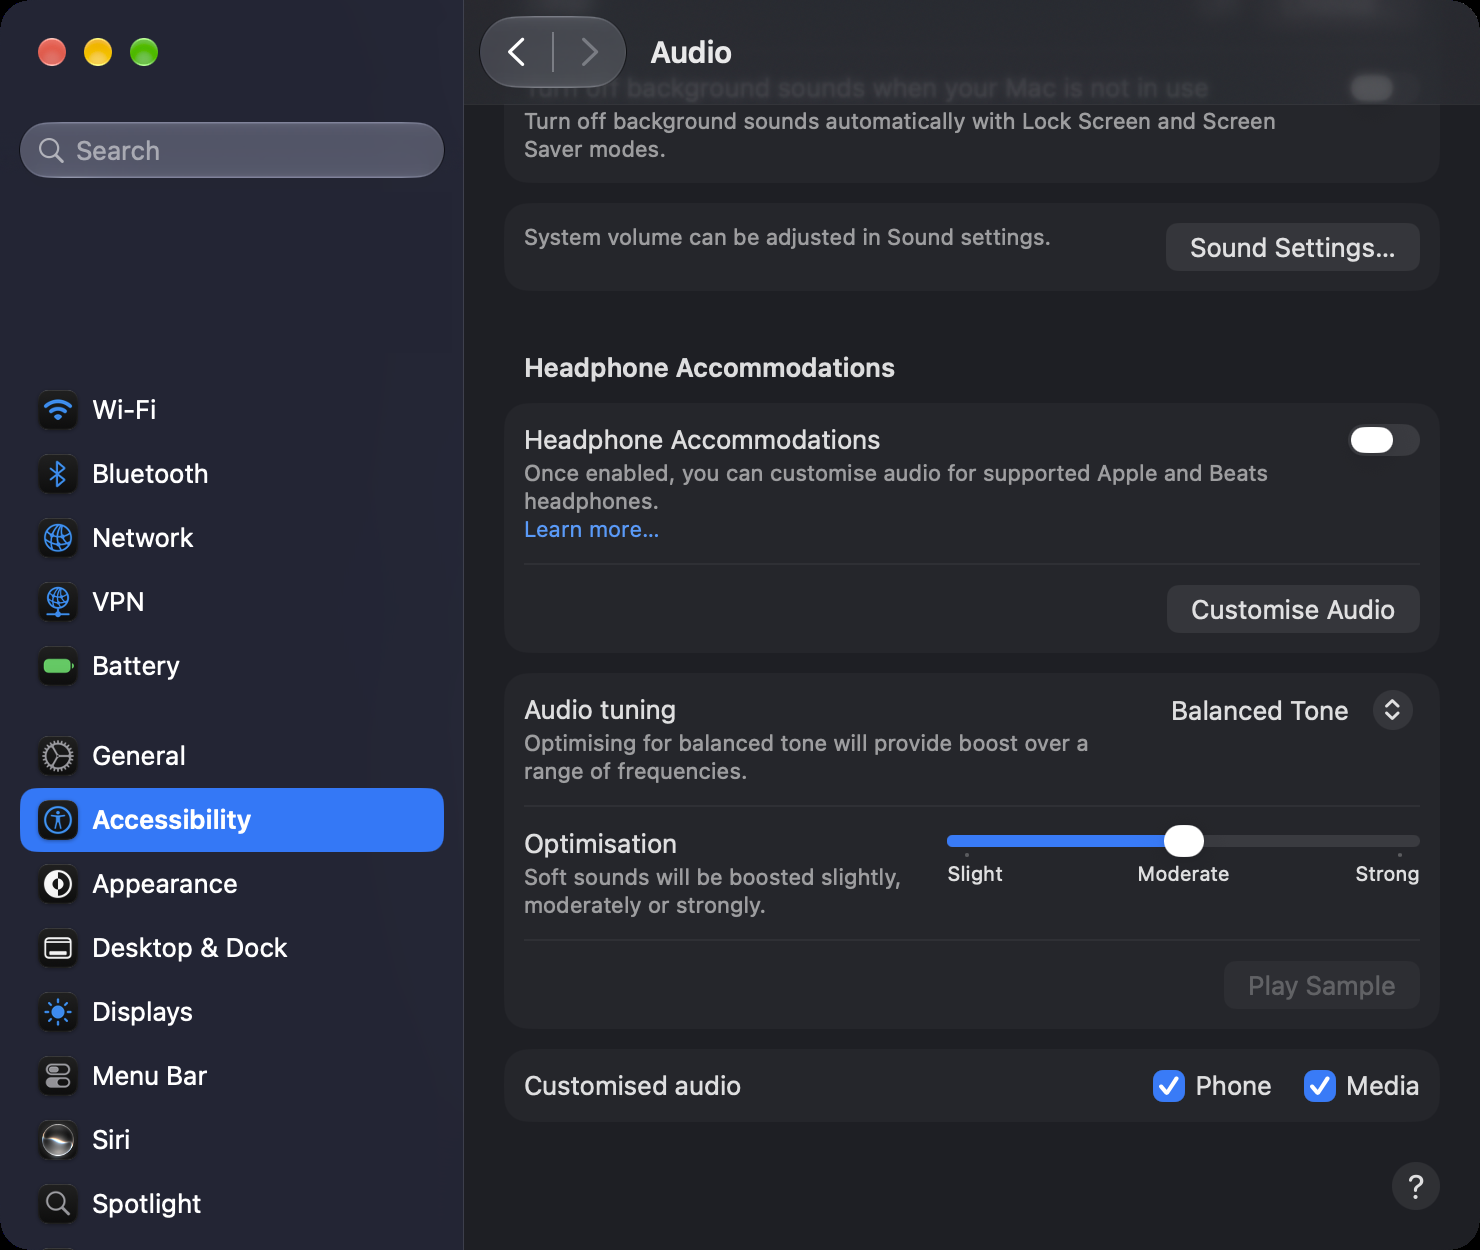 Audio
Search
Turn off background sounds when your Mac is not in use
Turn off background sounds automatically with Lock Screen and Screen
Saver modes.
System volume can be adjusted in Sound settings.
Sound Settings...
Headphone Accommodations
Headphone Accommodations
Once enabled, you can customise audio for supported Apple and Beats
headphones.
Learn more...
Customise Audio
Audio tuning
Balanced Tone
Optimising for balanced tone will provide boost over a
range of frequencies.
Optimisation
Soft sounds will be boosted slightly,
moderately or strongly.
Slight
Moderate
Strong
Play Sample
Customised audio
Phone
Media
?
Wi-Fi
Bluetooth
Network
VPN
Battery
General
Accessibility
Appearance
Desktop & Dock
Displays
Menu Bar
Siri
Spotlight